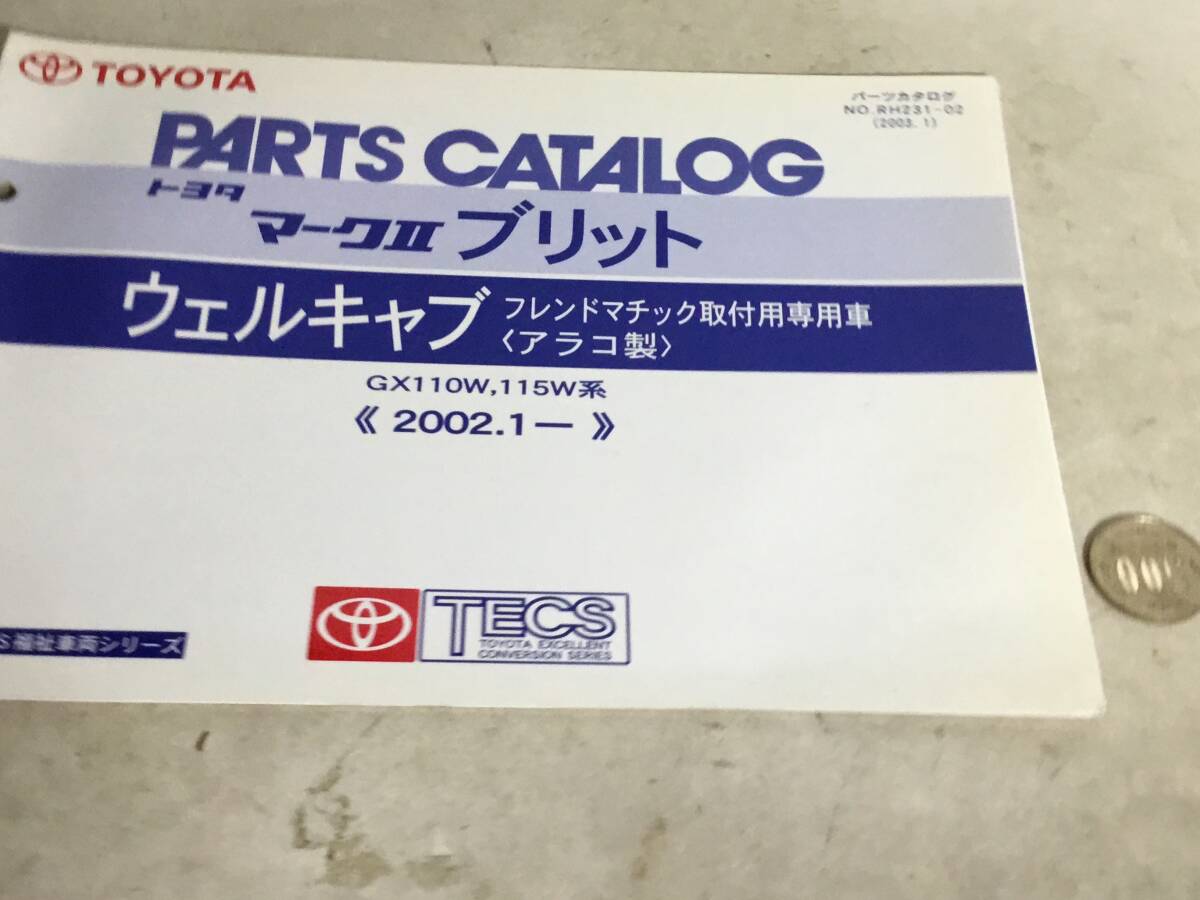 TOYOTA
パーツカタログ
NO.RH231-02
(2003.1)
PARTS CATALOG
トヨタ
マークII ブリット
ウェルキャブ フレンドマチック取付用専用車
〈アラコ製〉
GX110W,115W系
《 2002.1— 》
TECS
TOYOTA EXCELLENT
CONVERSION SERIES
S福祉車両シリーズ